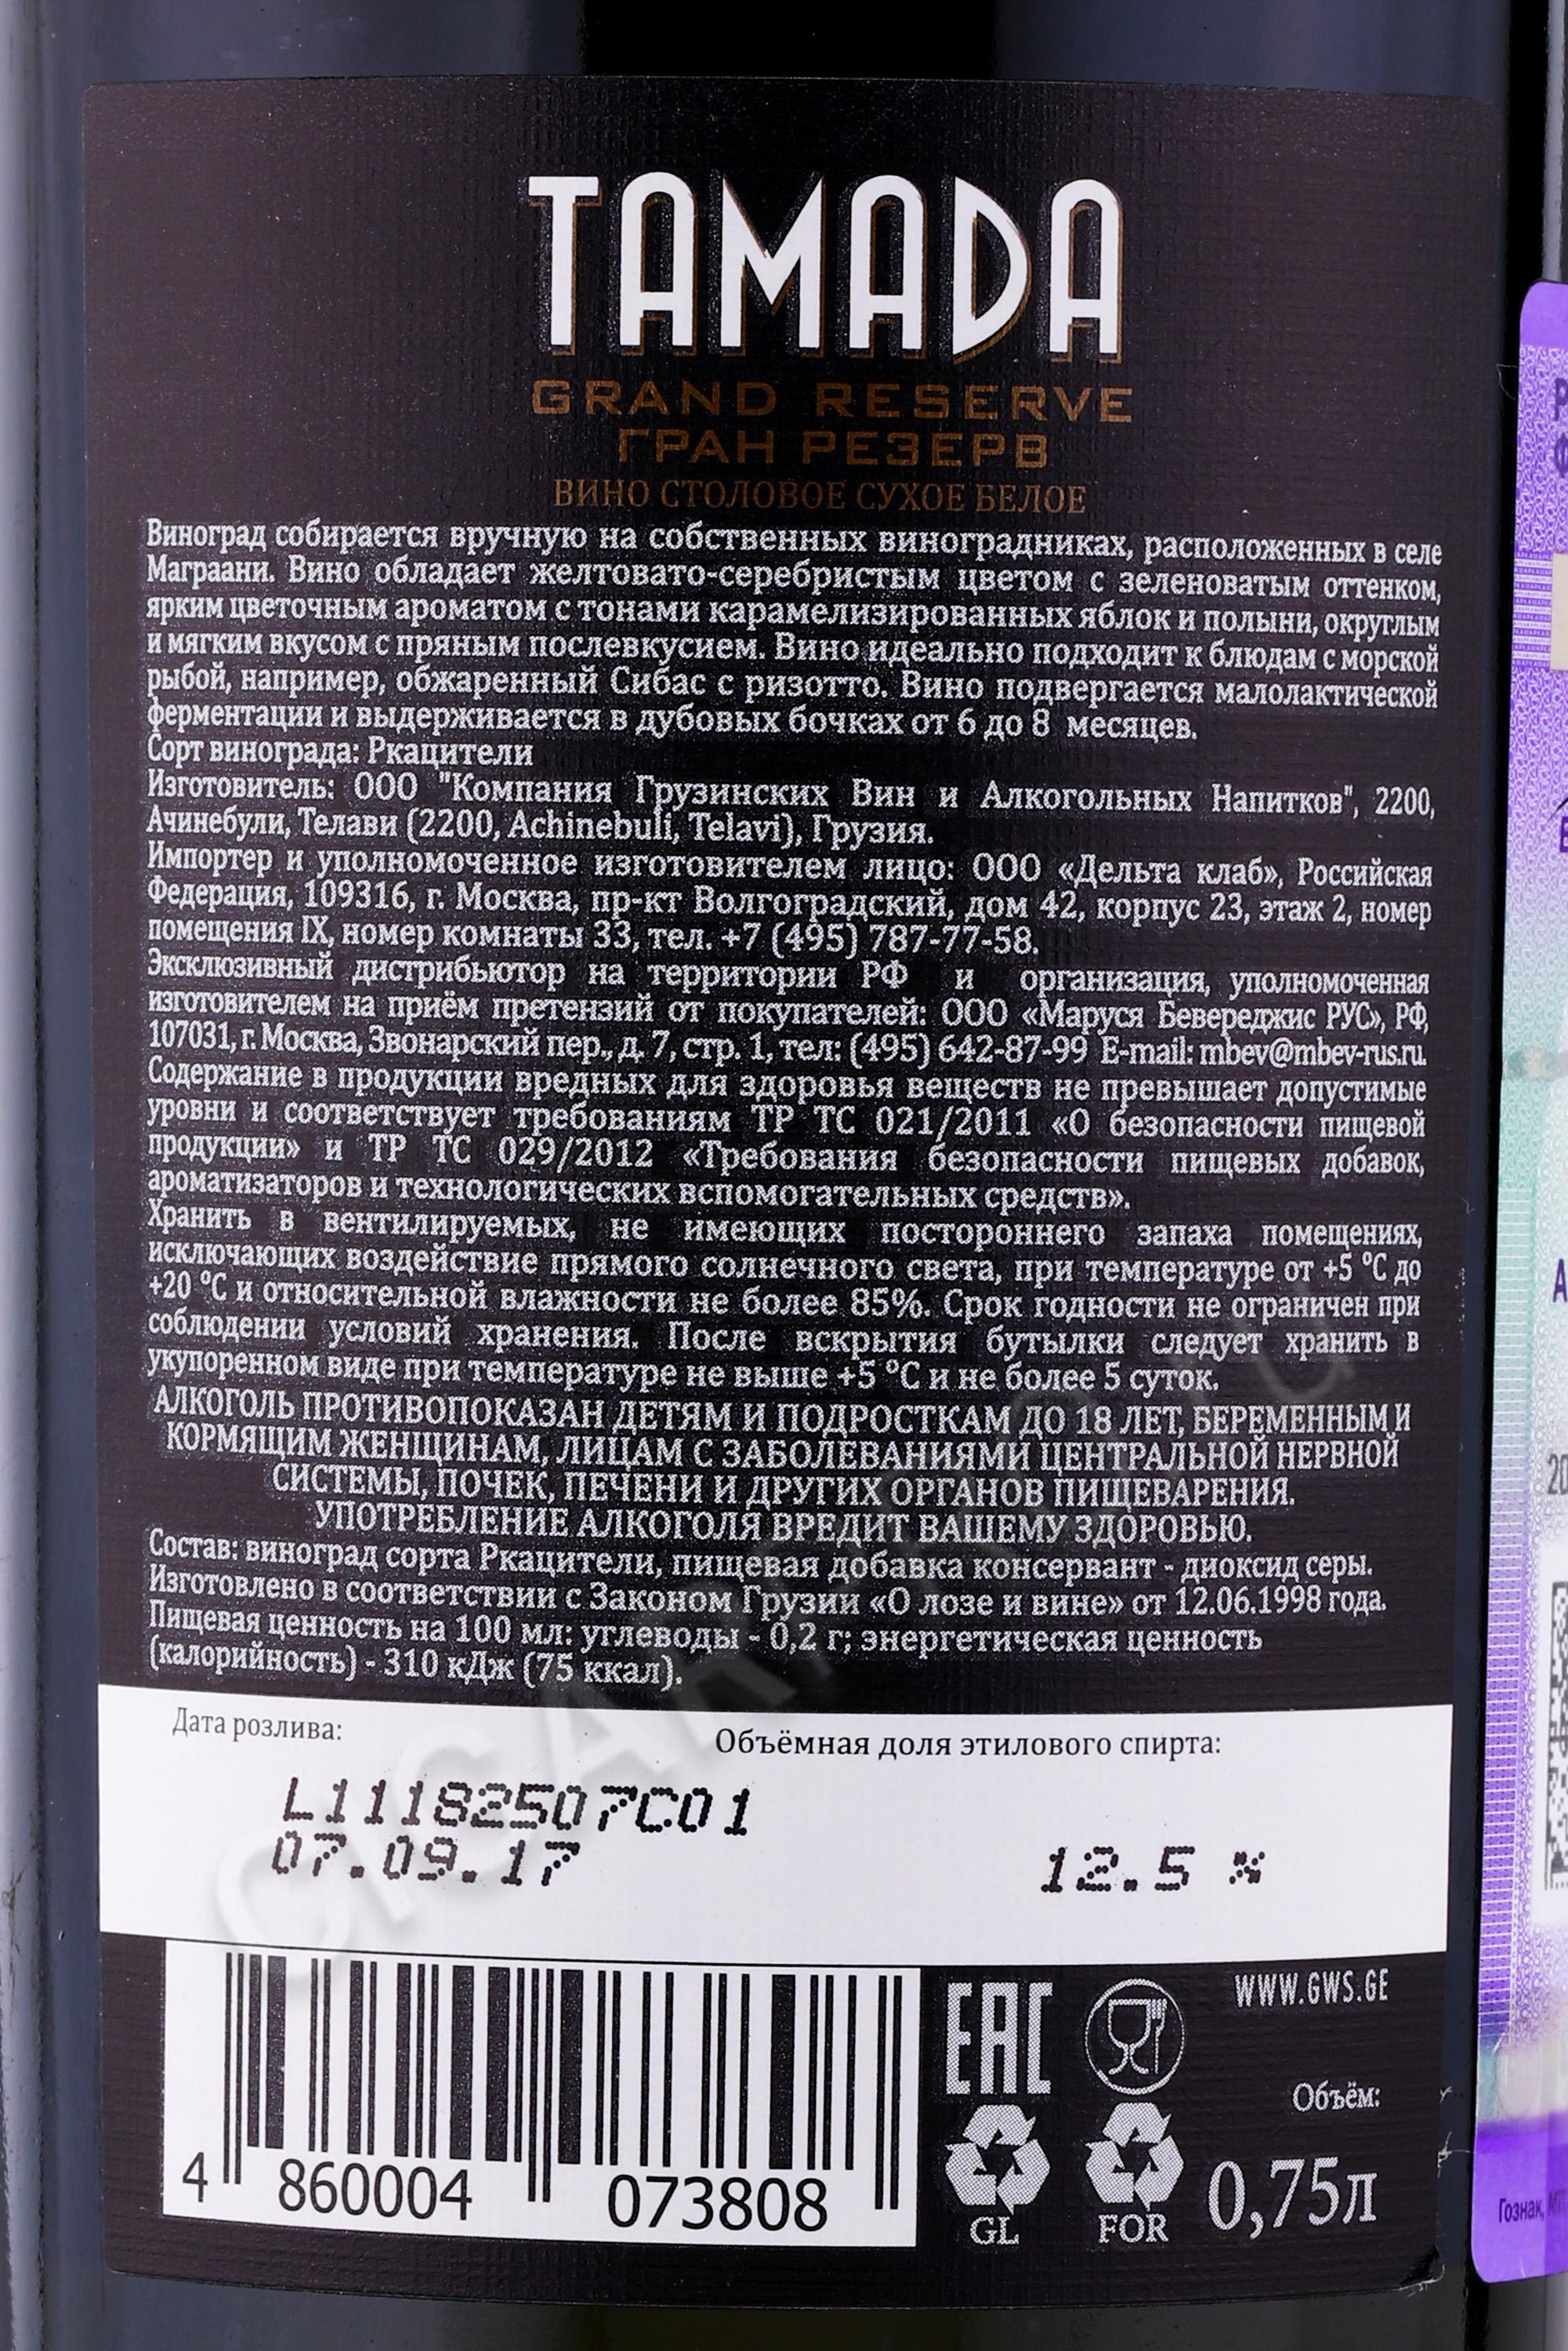 TAMADA
GRAND RESERVE
ГРАН РЕЗЕРВ
ВИНО СТОЛОВОЕ СУХОЕ БЕЛОЕ
Виноград собирается вручную на собственных виноградниках, расположенных в селе
Маграани. Вино обладает желтовато-серебристым цветом с зеленоватым оттенком,
ярким цветочным ароматом с тонами карамелизированных яблок и полыни, округлым
и мягким вкусом с пряным послевкусием. Вино идеально подходит к блюдам с морской
рыбой, например, обжаренный Сибас с ризотто. Вино подвергается малолактической
ферментации и выдерживается в дубовых бочках от 6 до 8 месяцев.
Сорт винограда: Ркацители
Изготовитель: ООО "Компания Грузинских Вин и Алкогольных Напитков", 2200,
Ачинебули, Телави (2200, Achinebuli, Telavi), Грузия.
Импортер и уполномоченное изготовителем лицо: ООО «Дельта клаб», Российская
Федерация, 109316, г. Москва, пр-кт Волгоградский, дом 42, корпус 23, этаж 2, номер
помещения IX, номер комнаты 33, тел. +7 (495) 787-77-58.
Эксклюзивный дистрибьютор на территории РФ и организация, уполномоченная
изготовителем на приём претензий от покупателей: ООО «Маруся Бевереджис РУС», РФ,
107031, г. Москва, Звонарский пер., д. 7, стр. 1, тел: (495) 642-87-99 E-mail: mbev@mbev-rus.ru.
Содержание в продукции вредных для здоровья веществ не превышает допустимые
уровни и соответствует требованиям ТР ТС 021/2011 «О безопасности пищевой
продукции» и ТР ТС 029/2012 «Требования безопасности пищевых добавок,
ароматизаторов и технологических вспомогательных средств».
Хранить в вентилируемых, не имеющих постороннего запаха помещениях,
исключающих воздействие прямого солнечного света, при температуре от +5 °С до
+20 °С и относительной влажности не более 85%. Срок годности не ограничен при
соблюдении условий хранения. После вскрытия бутылки следует хранить в
укупоренном виде при температуре не выше +5 °С и не более 5 суток.
АЛКОГОЛЬ ПРОТИВОПОКАЗАН ДЕТЯМ И ПОДРОСТКАМ ДО 18 ЛЕТ, БЕРЕМЕННЫМ И
КОРМЯЩИМ ЖЕНЩИНАМ, ЛИЦАМ С ЗАБОЛЕВАНИЯМИ ЦЕНТРАЛЬНОЙ НЕРВНОЙ
СИСТЕМЫ, ПОЧЕК, ПЕЧЕНИ И ДРУГИХ ОРГАНОВ ПИЩЕВАРЕНИЯ.
УПОТРЕБЛЕНИЕ АЛКОГОЛЯ ВРЕДИТ ВАШЕМУ ЗДОРОВЬЮ.
Состав: виноград сорта Ркацители, пищевая добавка консервант - диоксид серы.
Изготовлено в соответствии с Законом Грузии «О лозе и вине» от 12.06.1998 года.
Пищевая ценность на 100 мл: углеводы - 0,2 г; энергетическая ценность
(калорийность) - 310 кДж (75 ккал).
Дата розлива:
Объёмная доля этилового спирта:
L11182507C01
07.09.17
12.5 %
4 860004 073808
EAC
WWW.GWS.GE
Объём:
0,75л
GL
FOR
Гознак,